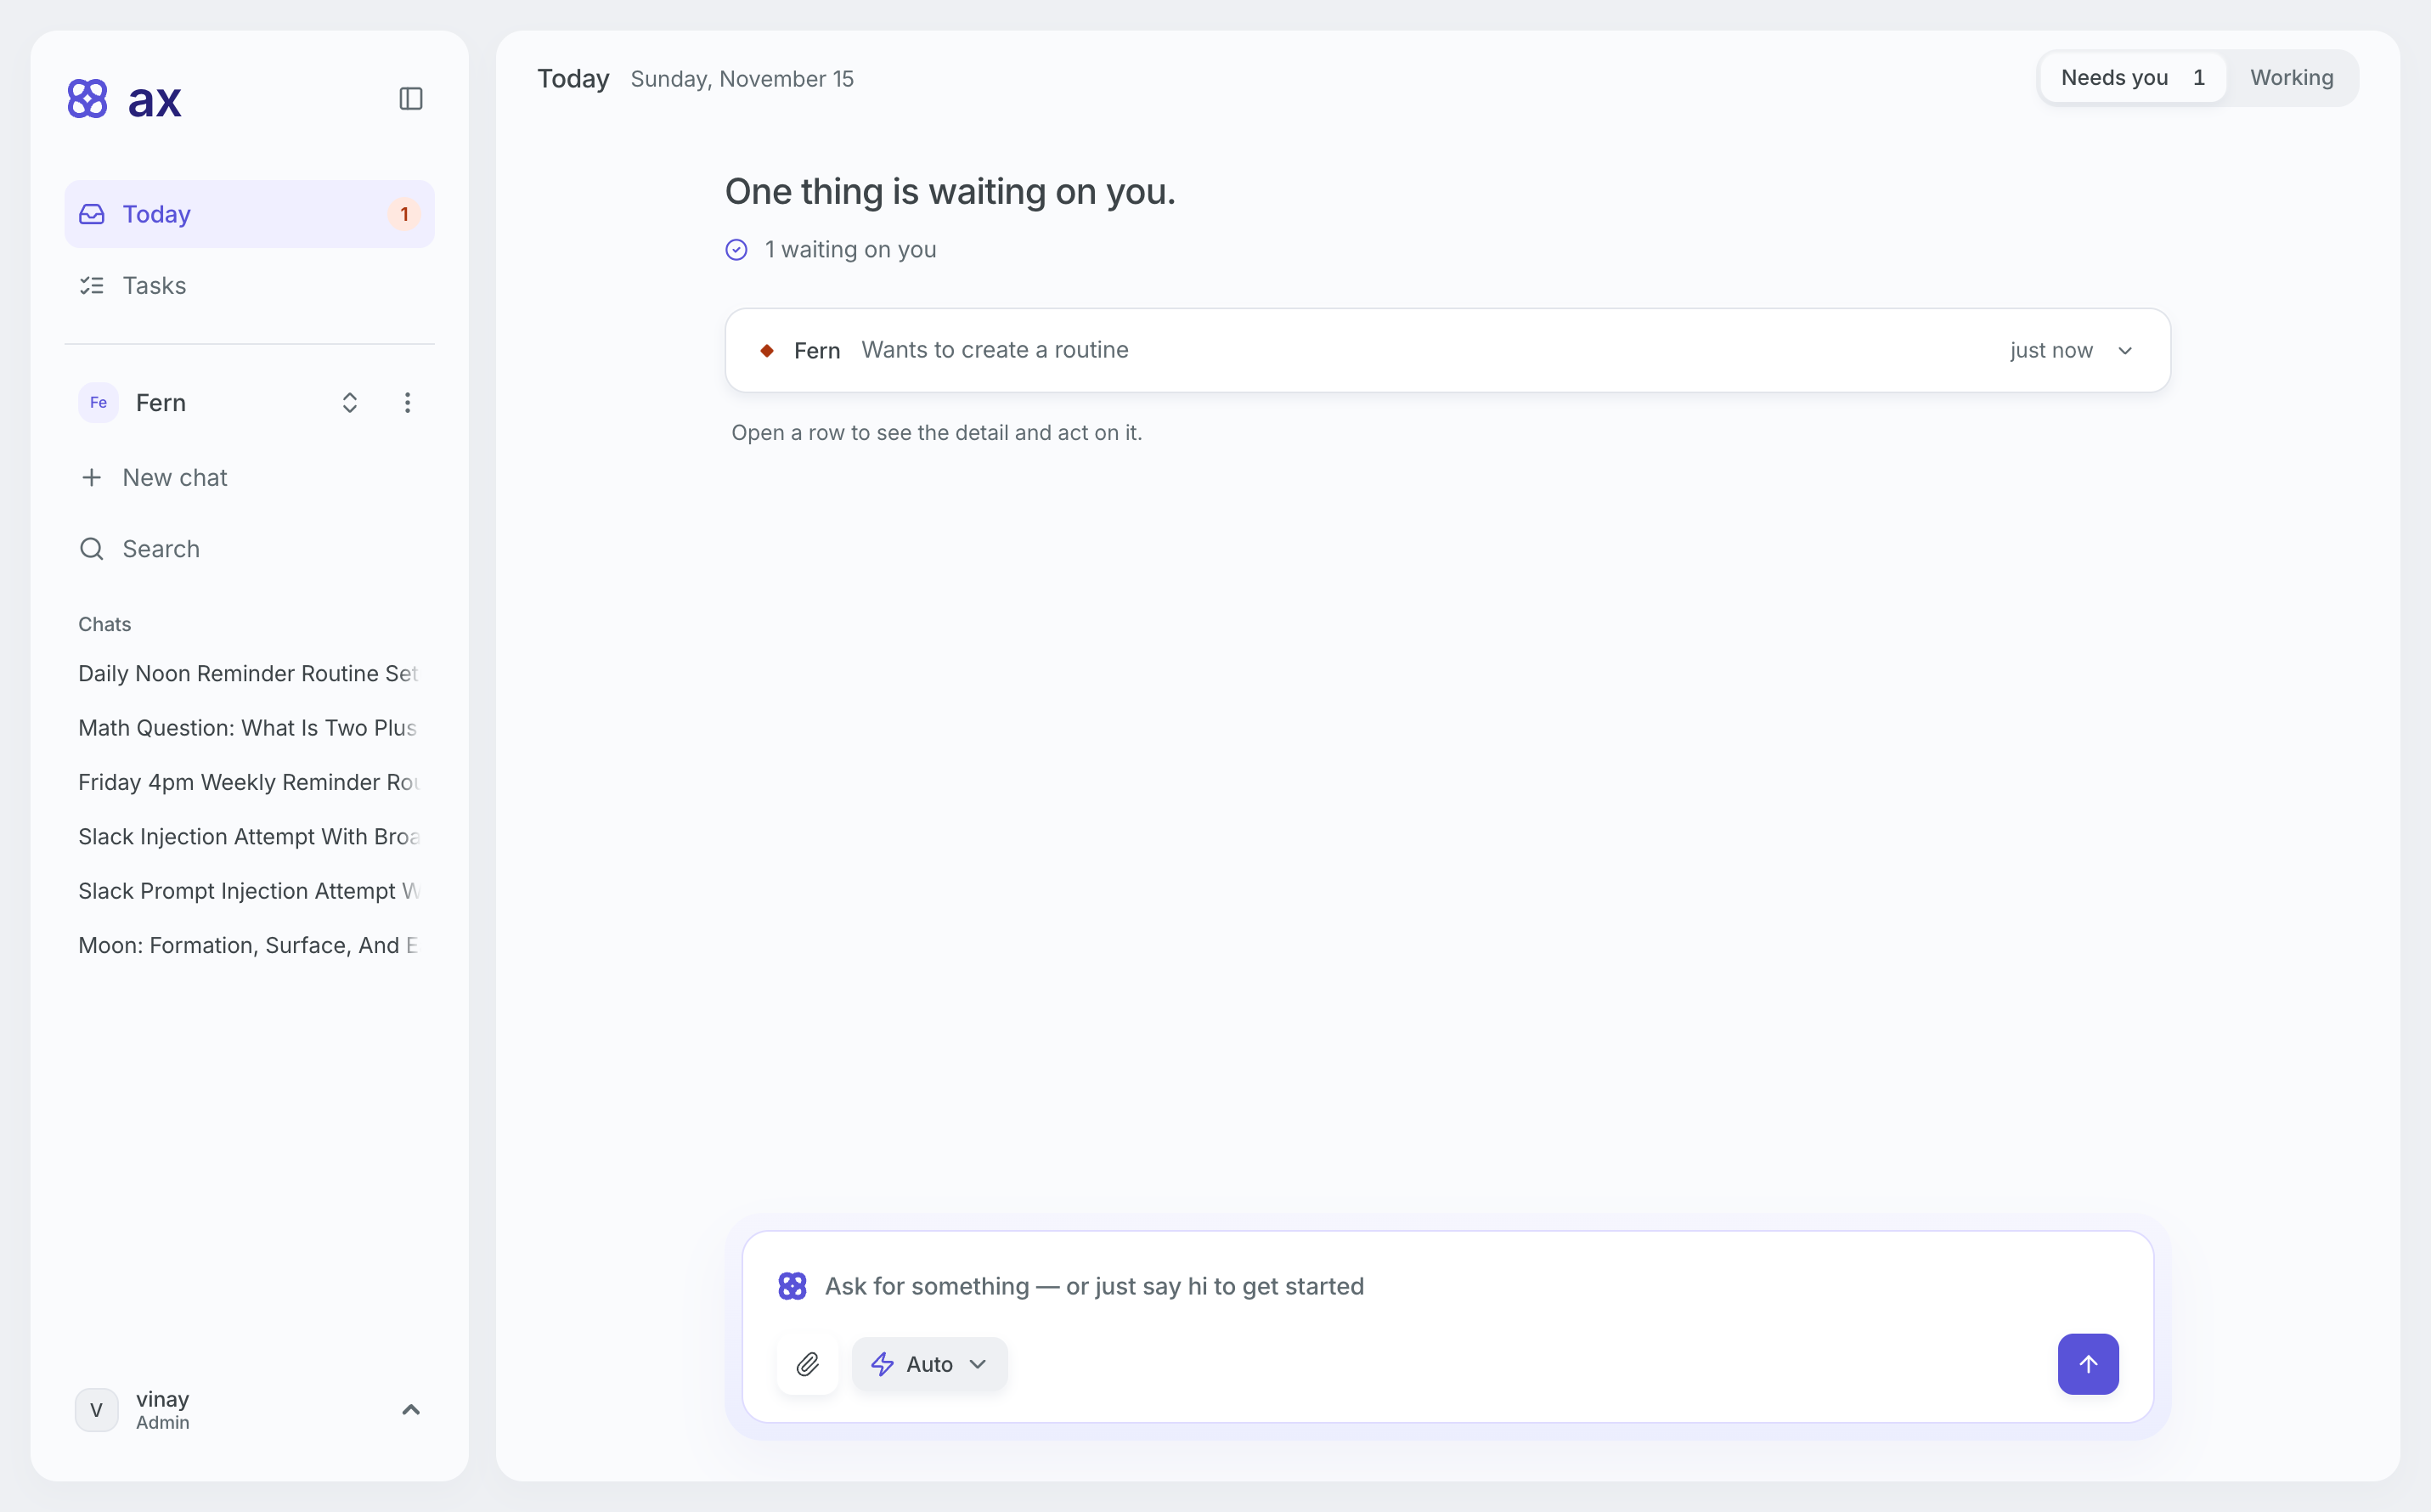 ax
Today 1
Tasks
Fe Fern
New chat
Search
Chats
Daily Noon Reminder Routine Set
Math Question: What Is Two Plus
Friday 4pm Weekly Reminder Rou
Slack Injection Attempt With Broa
Slack Prompt Injection Attempt W
Moon: Formation, Surface, And E
V vinay
Admin
Today Sunday, November 15
Needs you 1 Working
One thing is waiting on you.
1 waiting on you
Fern Wants to create a routine just now
Open a row to see the detail and act on it.
Ask for something — or just say hi to get started
Auto